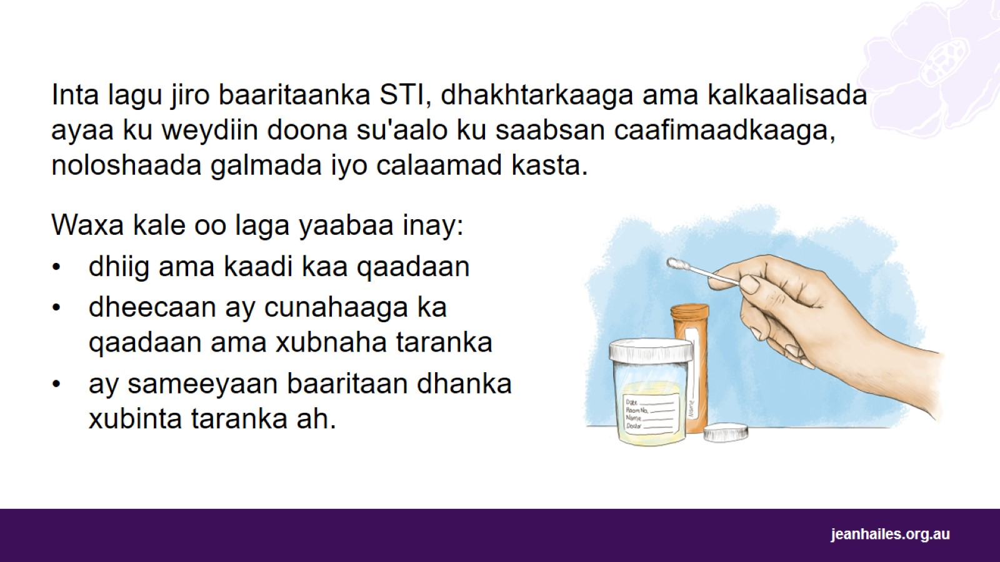 Inta lagu jiro baaritaanka STI, dhakhtarkaaga ama kalkaalisada
ayaa ku weydiin doona su'aalo ku saabsan caafimaadkaaga,
noloshaada galmada iyo calaamad kasta.
Waxa kale oo laga yaabaa inay:
• dhiig ama kaadi kaa qaadaan
• dheecaan ay cunahaaga ka
qaadaan ama xubnaha taranka
• ay sameeyaan baaritaan dhanka
xubinta taranka ah.
Date
Room No.
Name
Doctor
Name
jeanhailes.org.au